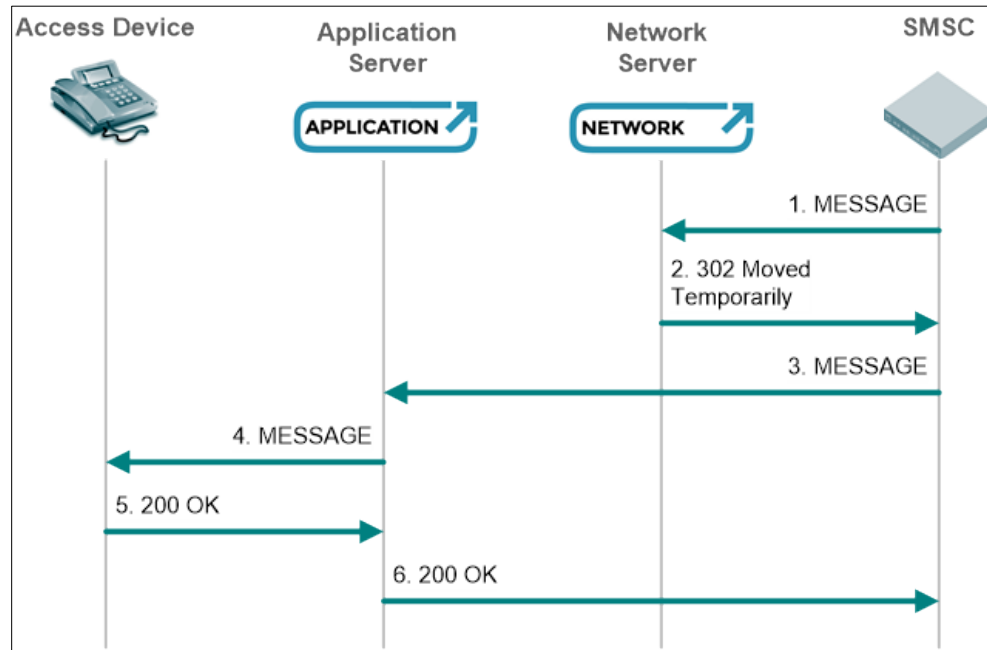 Access Device
Application
Server
Network
Server
SMSC
APPLICATION
NETWORK
1. MESSAGE
2. 302 Moved
Temporarily
3. MESSAGE
4. MESSAGE
5. 200 OK
6. 200 OK